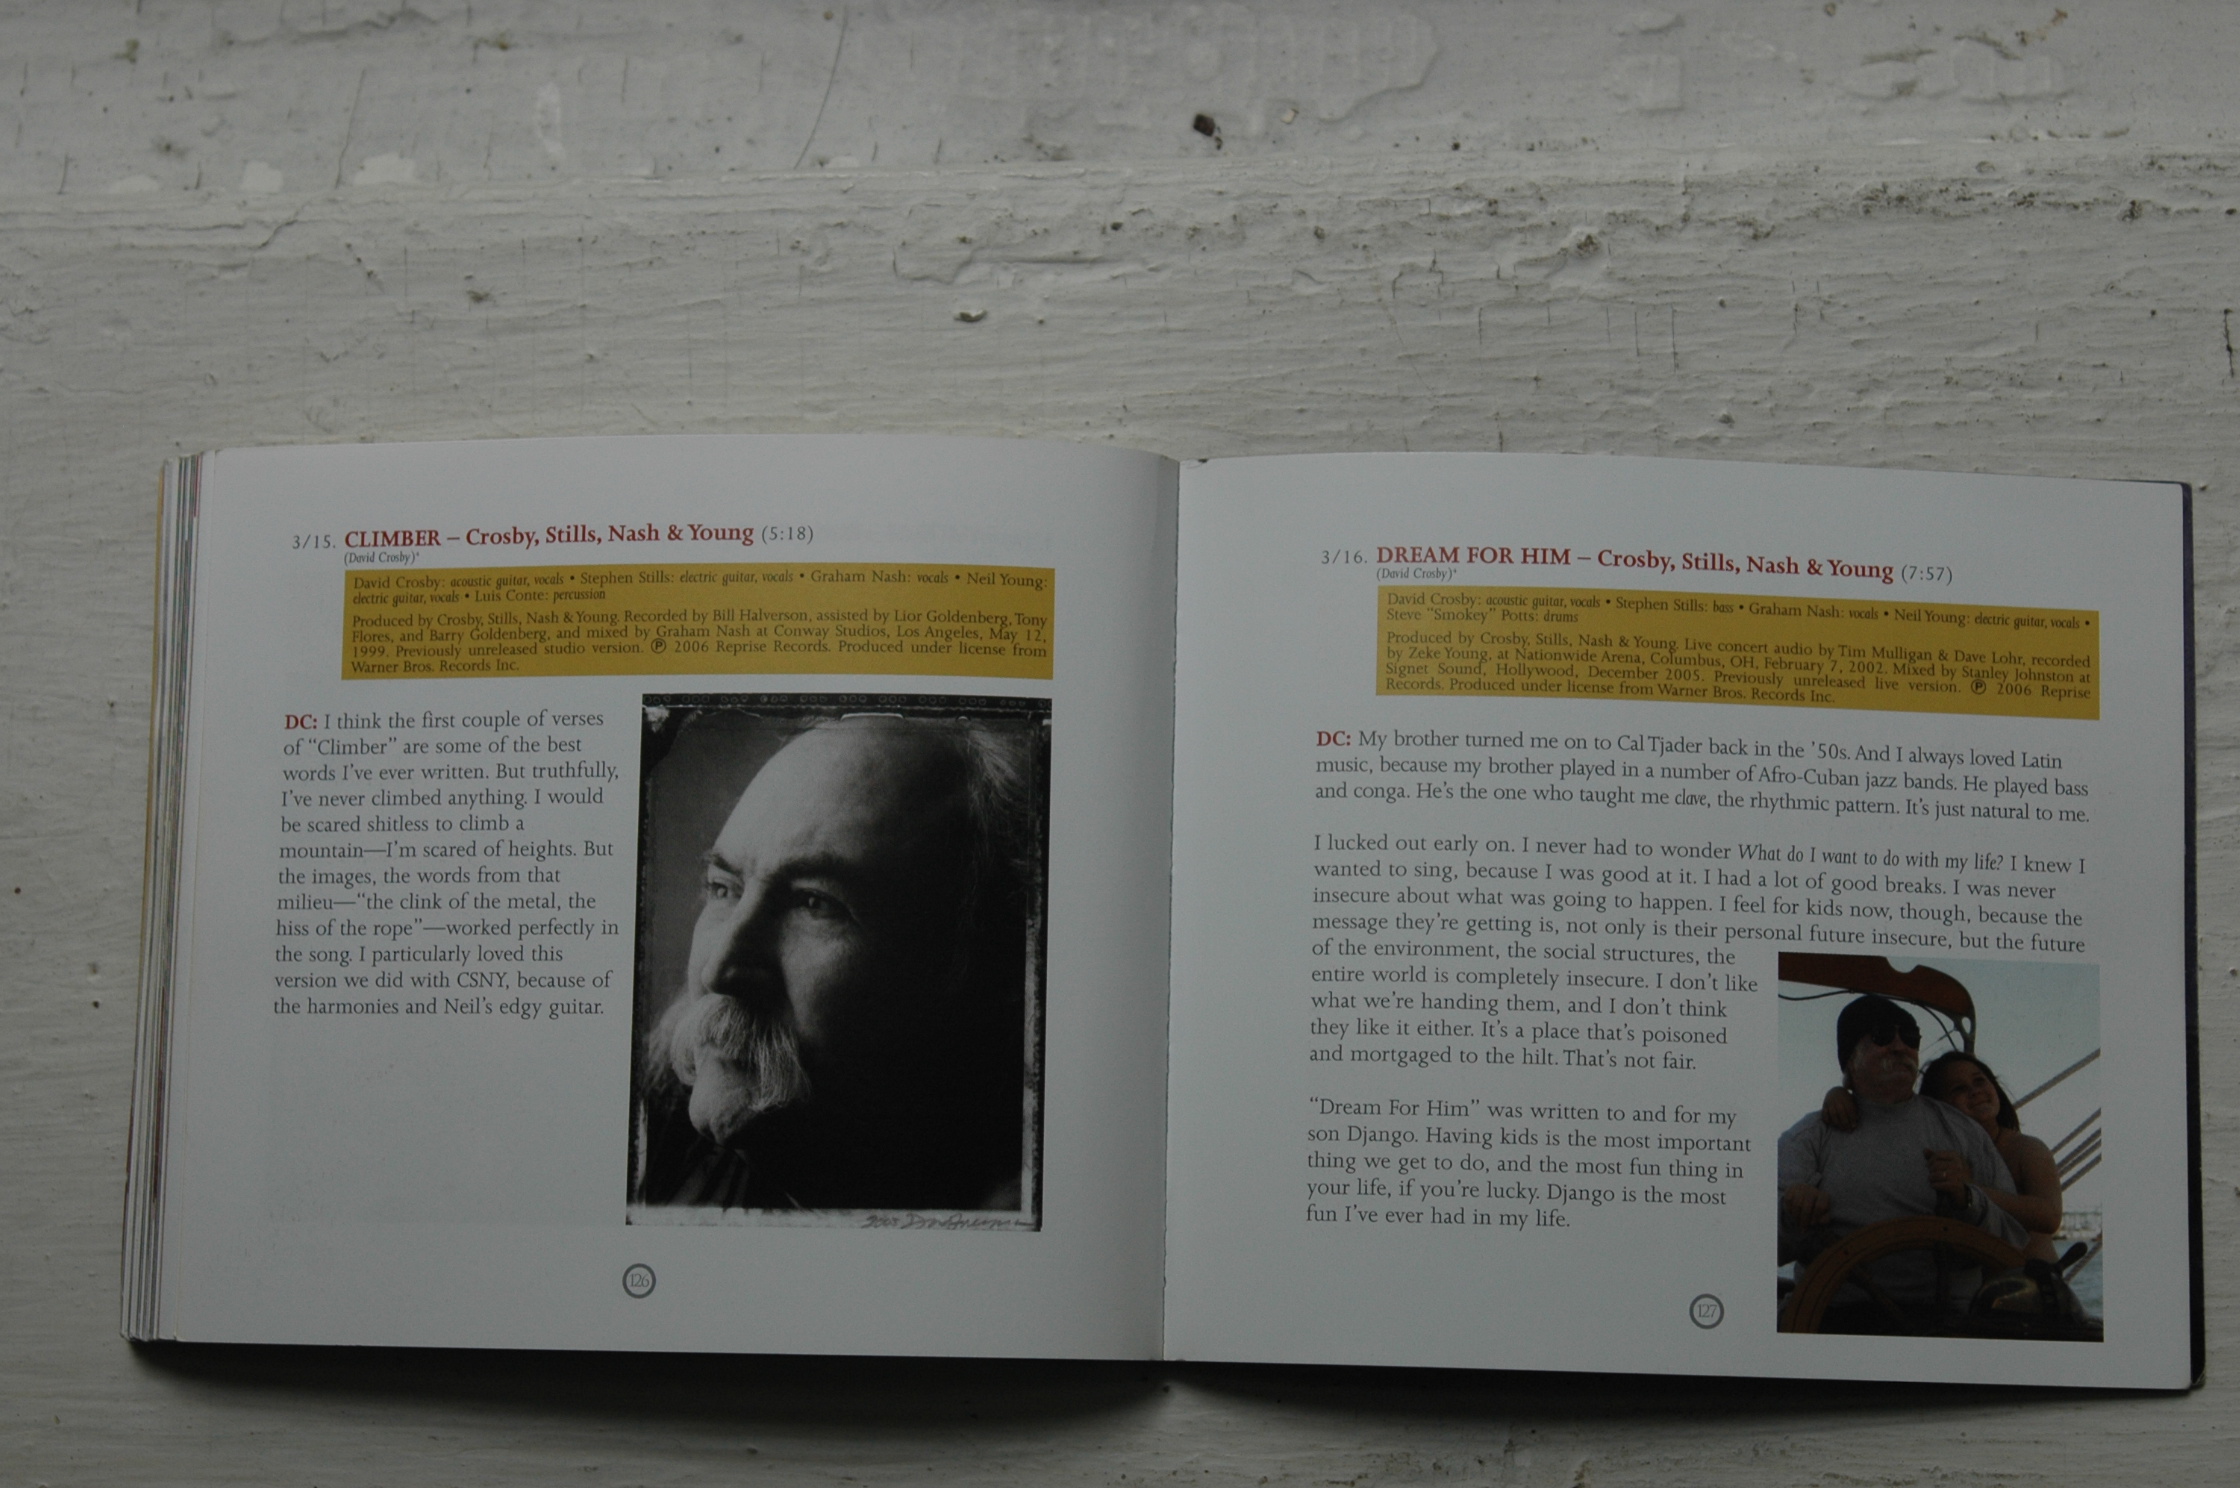 3/15. CLIMBER – Crosby, Stills, Nash & Young (5:18)
(David Crosby)*
David Crosby: acoustic guitar, vocals • Stephen Stills: electric guitar, vocals • Graham Nash: vocals • Neil Young:
electric guitar, vocals • Luis Conte: percussion
Produced by Crosby, Stills, Nash & Young. Recorded by Bill Halverson, assisted by Lior Goldenberg, Tony
Flores, and Barry Goldenberg, and mixed by Graham Nash at Conway Studios, Los Angeles, May 12,
1999. Previously unreleased studio version. ℗ 2006 Reprise Records. Produced under license from
Warner Bros. Records Inc.
DC: I think the first couple of verses
of “Climber” are some of the best
words I’ve ever written. But truthfully,
I’ve never climbed anything. I would
be scared shitless to climb a
mountain—I’m scared of heights. But
the images, the words from that
milieu—“the clink of the metal, the
hiss of the rope”—worked perfectly in
the song. I particularly loved this
version we did with CSNY, because of
the harmonies and Neil’s edgy guitar.
126
3/16. DREAM FOR HIM – Crosby, Stills, Nash & Young (7:57)
(David Crosby)*
David Crosby: acoustic guitar, vocals • Stephen Stills: bass • Graham Nash: vocals • Neil Young: electric guitar, vocals •
Steve “Smokey” Potts: drums
Produced by Crosby, Stills, Nash & Young. Live concert audio by Tim Mulligan & Dave Lohr, recorded
by Zeke Young, at Nationwide Arena, Columbus, OH, February 7, 2002. Mixed by Stanley Johnston at
Signet Sound, Hollywood, December 2005. Previously unreleased live version. ℗ 2006 Reprise
Records. Produced under license from Warner Bros. Records Inc.
DC: My brother turned me on to Cal Tjader back in the ’50s. And I always loved Latin
music, because my brother played in a number of Afro-Cuban jazz bands. He played bass
and conga. He’s the one who taught me clave, the rhythmic pattern. It’s just natural to me.
I lucked out early on. I never had to wonder What do I want to do with my life? I knew I
wanted to sing, because I was good at it. I had a lot of good breaks. I was never
insecure about what was going to happen. I feel for kids now, though, because the
message they’re getting is, not only is their personal future insecure, but the future
of the environment, the social structures, the
entire world is completely insecure. I don’t like
what we’re handing them, and I don’t think
they like it either. It’s a place that’s poisoned
and mortgaged to the hilt. That’s not fair.
“Dream For Him” was written to and for my
son Django. Having kids is the most important
thing we get to do, and the most fun thing in
your life, if you’re lucky. Django is the most
fun I’ve ever had in my life.
127